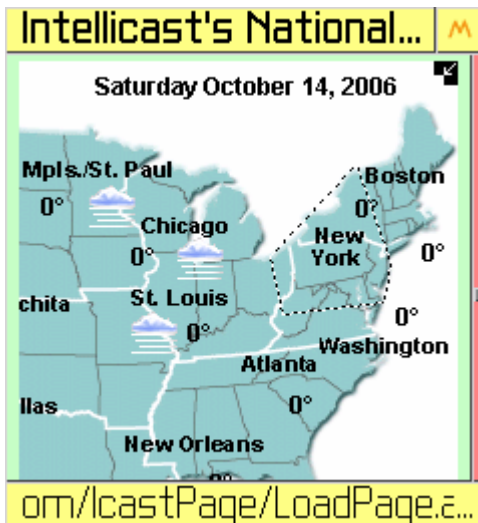 Intellicast's National...
Saturday October 14, 2006
Mpls./St. Paul
Boston
0°
0?
Chicago
New
York
0°
0°
chita
St. Louis
0°
0°
Washington
Atlanta
llas
0°
New Orleans
0°
om/IcastPage/LoadPage.a...